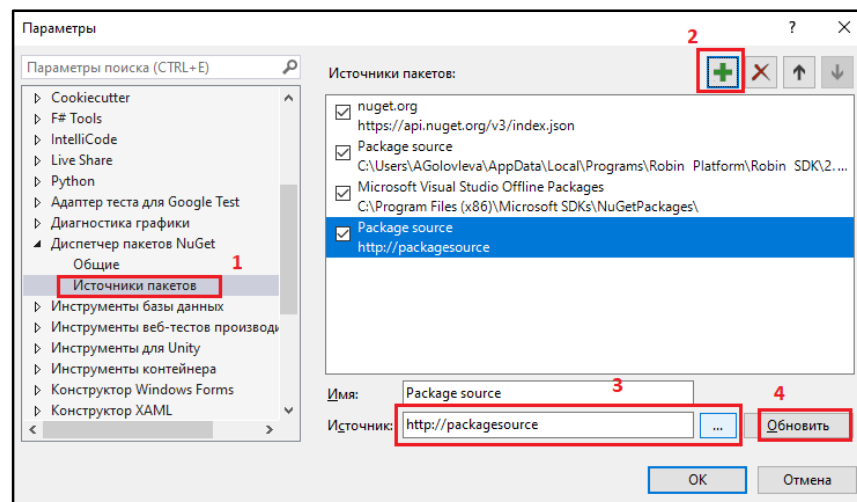 Параметры
?
2
Параметры поиска (CTRL+E)
Источники пакетов:
Cookiecutter
F# Tools
IntelliCode
Live Share
Python
Адаптер теста для Google Test
Диагностика графики
Диспетчер пакетов NuGet
Общие
1
Источники пакетов
Инструменты базы данных
Инструменты веб-тестов производи
Инструменты для Unity
Инструменты контейнера
Конструктор Windows Forms
Конструктор XAML
nuget.org
https://api.nuget.org/v3/index.json
Package source
C:\Users\AGolovleva\AppData\Local\Programs\Robin Platform\Robin SDK\2....
Microsoft Visual Studio Offline Packages
C:\Program Files (x86)\Microsoft SDKs\NuGetPackages\
Package source
http://packagesource
Имя: Package source
3
4
Источник: http://packagesource ... Обновить
OK Отмена